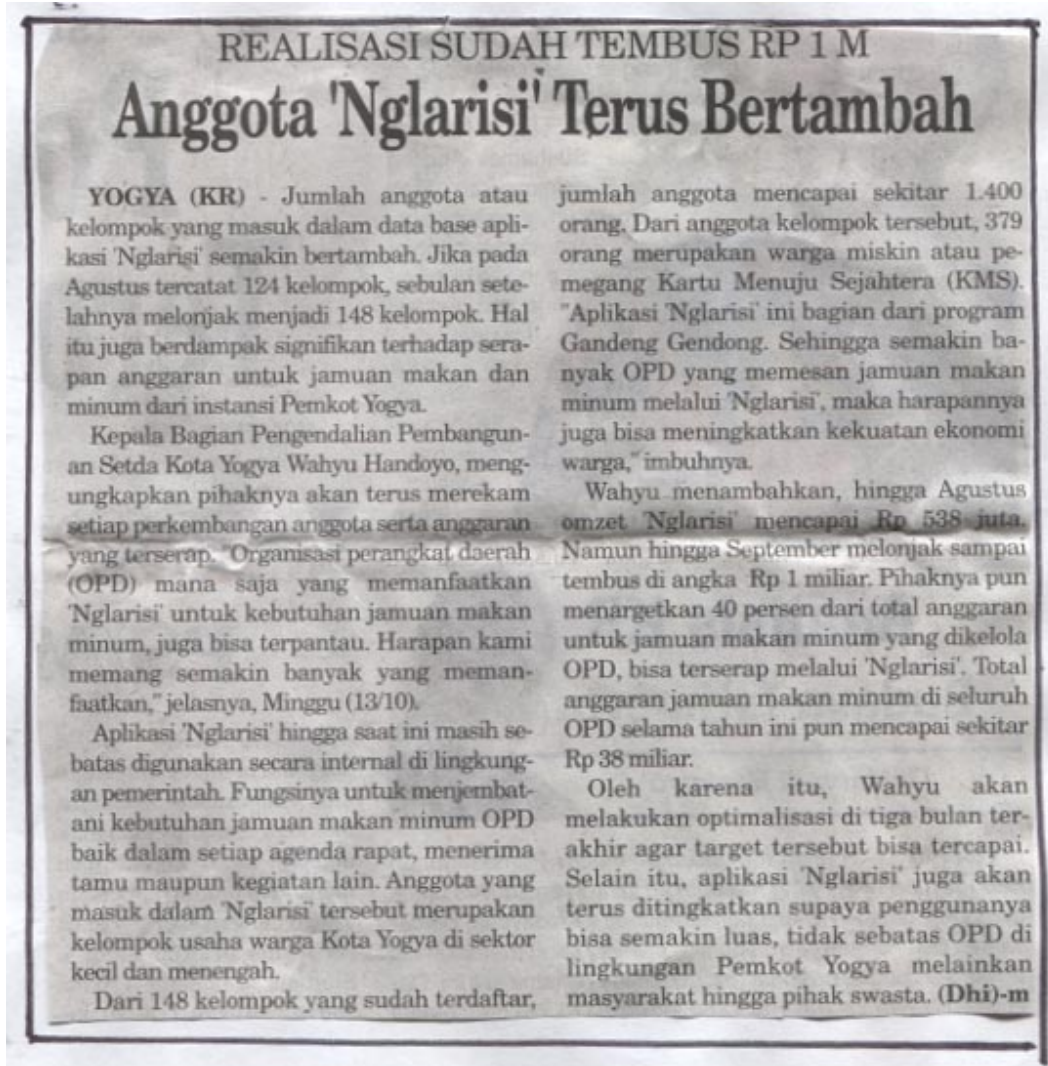 REALISASI SUDAH TEMBUS RP 1 M
Anggota 'Nglarisi' Terus Bertambah
YOGYA (KR) - Jumlah anggota atau
kelompok yang masuk dalam data base apli-
kasi 'Nglarisi' semakin bertambah. Jika pada
Agustus tercatat 124 kelompok, sebulan sete-
lahnya melonjak menjadi 148 kelompok. Hal
itu juga berdampak signifikan terhadap sera-
pan anggaran untuk jamuan makan dan
minum dari instansi Pemkot Yogya.
Kepala Bagian Pengendalian Pembangun-
an Setda Kota Yogya Wahyu Handoyo, meng-
ungkapkan pihaknya akan terus merekam
setiap perkembangan anggota serta anggaran
yang terserap. "Organisasi perangkat daerah
(OPD) mana saja yang memanfaatkan
'Nglarisi' untuk kebutuhan jamuan makan
minum, juga bisa terpantau. Harapan kami
memang semakin banyak yang meman-
faatkan," jelasnya, Minggu (13/10).
Aplikasi 'Nglarisi' hingga saat ini masih se-
batas digunakan secara internal di lingkung-
an pemerintah. Fungsinya untuk menjembat-
ani kebutuhan jamuan makan minum OPD
baik dalam setiap agenda rapat, menerima
tamu maupun kegiatan lain. Anggota yang
masuk dalam 'Nglarisi' tersebut merupakan
kelompok usaha warga Kota Yogya di sektor
kecil dan menengah.
Dari 148 kelompok yang sudah terdaftar,
jumlah anggota mencapai sekitar 1.400
orang. Dari anggota kelompok tersebut, 379
orang merupakan warga miskin atau pe-
megang Kartu Menuju Sejahtera (KMS).
"Aplikasi 'Nglarisi' ini bagian dari program
Gandeng Gendong. Sehingga semakin ba-
nyak OPD yang memesan jamuan makan
minum melalui 'Nglarisi', maka harapannya
juga bisa meningkatkan kekuatan ekonomi
warga," imbuhnya.
Wahyu menambahkan, hingga Agustus
omzet 'Nglarisi' mencapai Rp 538 juta.
Namun hingga September melonjak sampai
tembus di angka Rp 1 miliar. Pihaknya pun
menargetkan 40 persen dari total anggaran
untuk jamuan makan minum yang dikelola
OPD, bisa terserap melalui 'Nglarisi'. Total
anggaran jamuan makan minum di seluruh
OPD selama tahun ini pun mencapai sekitar
Rp 38 miliar.
Oleh karena itu, Wahyu akan
melakukan optimalisasi di tiga bulan ter-
akhir agar target tersebut bisa tercapai.
Selain itu, aplikasi 'Nglarisi' juga akan
terus ditingkatkan supaya penggunanya
bisa semakin luas, tidak sebatas OPD di
lingkungan Pemkot Yogya melainkan
masyarakat hingga pihak swasta. (Dhi)-m